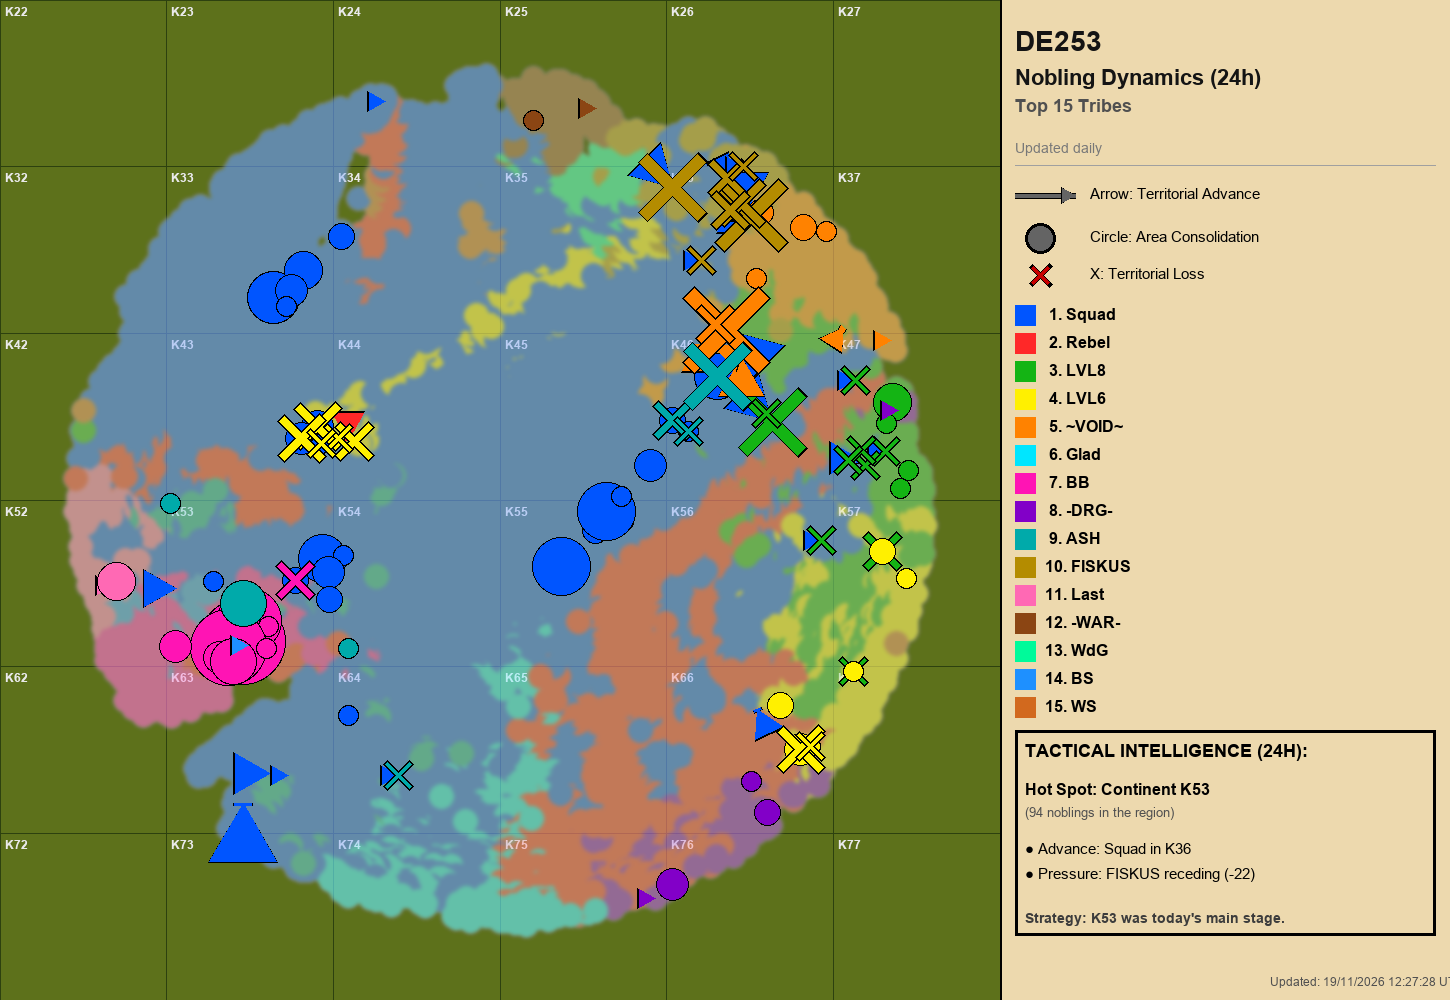 K22 K23 K24 K25 K26 K27
K32 K33 K34 K35 K37
K42 K43 K44 K45 K47
K52 K53 K54 K55 K56 K57
K62 K63 K64 K65 K66
K72 K73 K74 K75 K76 K77
DE253
Nobling Dynamics (24h)
Top 15 Tribes
Updated daily
Arrow: Territorial Advance
Circle: Area Consolidation
X: Territorial Loss
1. Squad
2. Rebel
3. LVL8
4. LVL6
5. ~VOID~
6. Glad
7. BB
8. -DRG-
9. ASH
10. FISKUS
11. Last
12. -WAR-
13. WdG
14. BS
15. WS
TACTICAL INTELLIGENCE (24H):
Hot Spot: Continent K53
(94 noblings in the region)
● Advance: Squad in K36
● Pressure: FISKUS receding (-22)
Strategy: K53 was today's main stage.
Updated: 19/11/2026 12:27:28